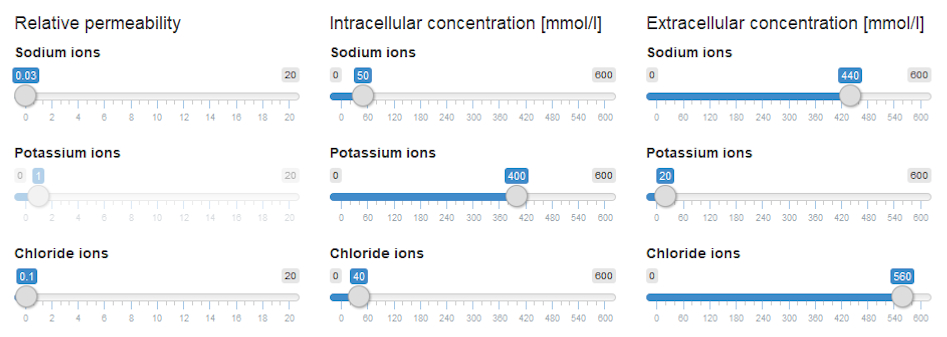 Relative permeability Intracellular concentration [mmol/l] Extracellular concentration [mmol/l]
Sodium ions Sodium ions Sodium ions
0.03 20 0 50 600 0 440 600
0 2 4 6 8 10 12 14 16 18 20 0 60 120 180 240 300 360 420 480 540 600 0 60 120 180 240 300 360 420 480 540 600
Potassium ions Potassium ions Potassium ions
0 1 20 0 400 600 20 600
0 2 4 6 8 10 12 14 16 18 20 0 60 120 180 240 300 360 420 480 540 600 0 60 120 180 240 300 360 420 480 540 600
Chloride ions Chloride ions Chloride ions
0.1 20 0 40 600 0 560
0 2 4 6 8 10 12 14 16 18 20 0 60 120 180 240 300 360 420 480 540 600 0 60 120 180 240 300 360 420 480 540 600